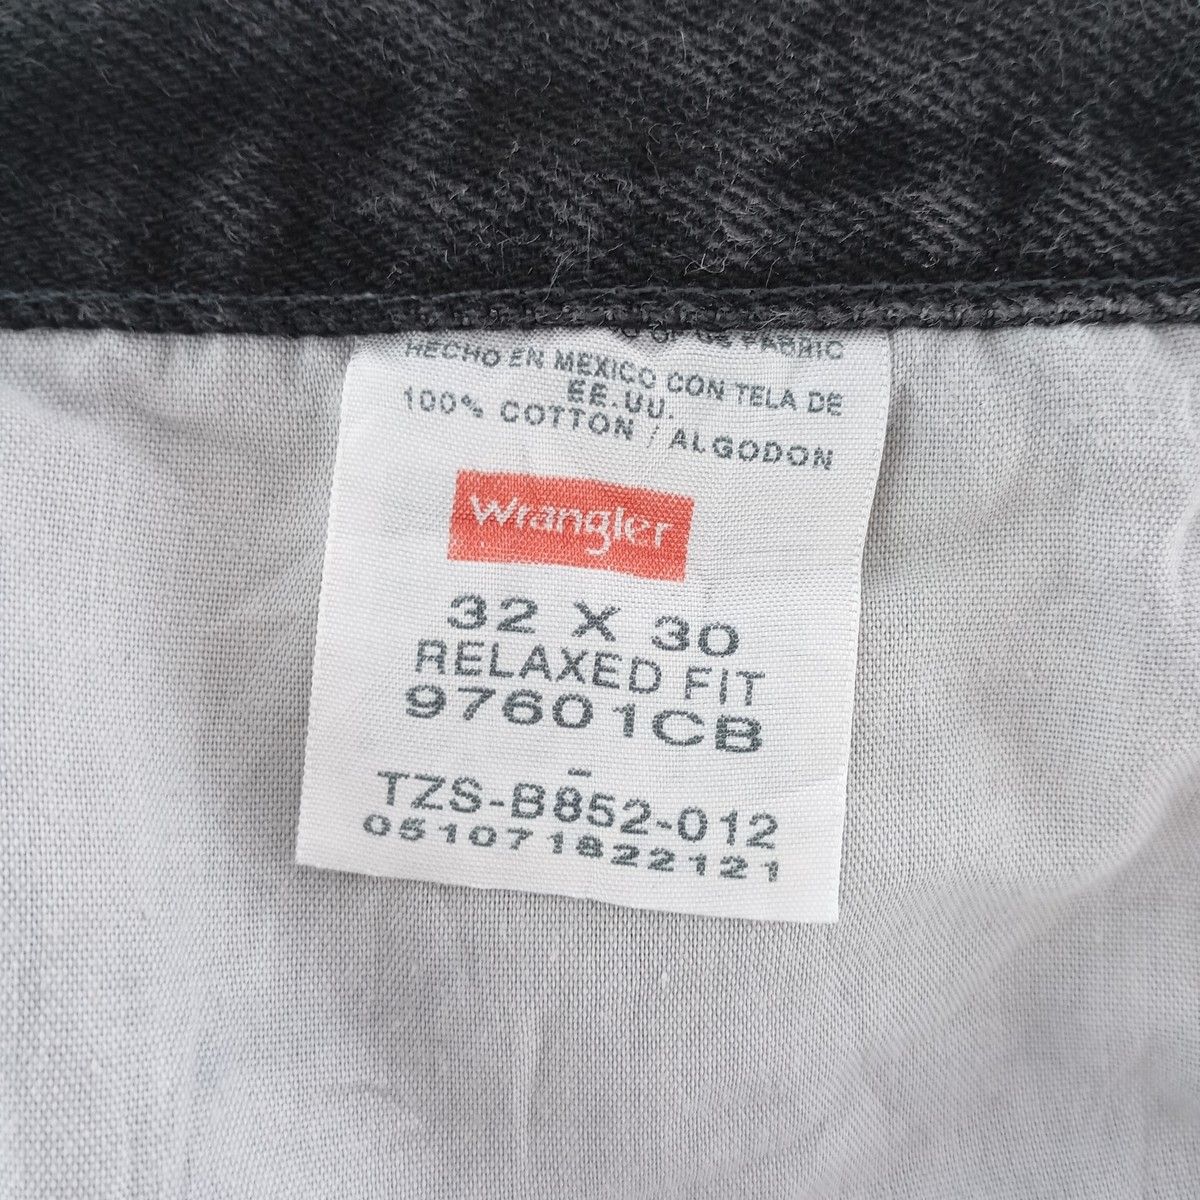 FABRIC
HECHO EN MEXICO CON TELA DE
EE.UU.
100% COTTON / ALGODON
Wrangler
32 X 30
RELAXED FIT
97601CB
-
TZS-B852-012
051071822121